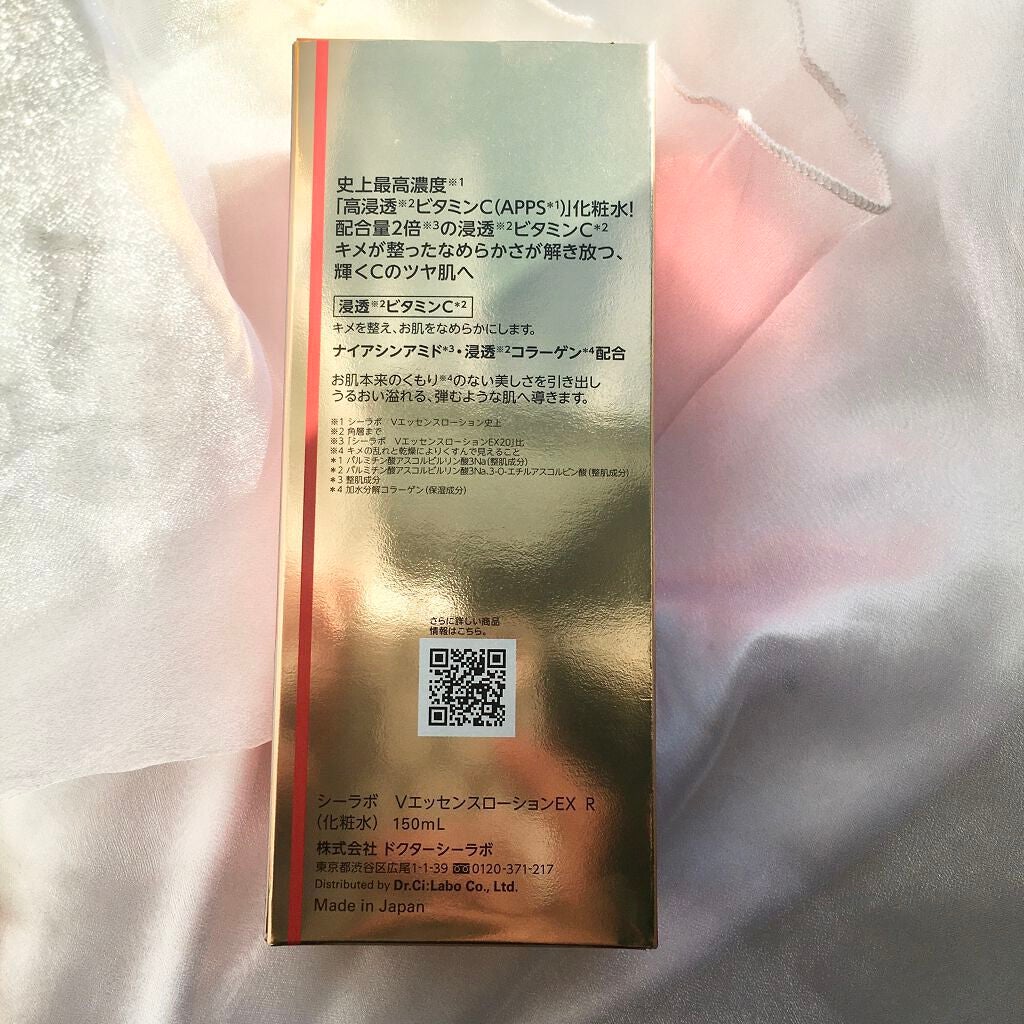 史上最高濃度※1
「高浸透※2ビタミンC(APPS*1)」化粧水!
配合量2倍※3の浸透※2ビタミンC*2
キメが整ったなめらかさが解き放つ、
輝くCのツヤ肌へ
浸透※2ビタミンC*2
キメを整え、お肌をなめらかにします。
ナイアシンアミド*3・浸透※2コラーゲン*4配合
お肌本来のくもり※4のない美しさを引き出し
うるおい溢れる、弾むような肌へ導きます。
※1 シーラボ Vエッセンスローション史上
※2 角層まで
※3「シーラボ VエッセンスローションEX20」比
※4 キメの乱れと乾燥によりくすんで見えること
*1 パルミチン酸アスコルビルリン酸3Na(整肌成分)
*2 パルミチン酸アスコルビルリン酸3Na、3-O-エチルアスコルビン酸(整肌成分)
*3 整肌成分
*4 加水分解コラーゲン(保湿成分)
さらに詳しい商品
情報はこちら。
シーラボ VエッセンスローションEX R
(化粧水) 150mL
株式会社 ドクターシーラボ
東京都渋谷区広尾1-1-39 0120-371-217
Distributed by Dr.Ci:Labo Co., Ltd.
Made in Japan